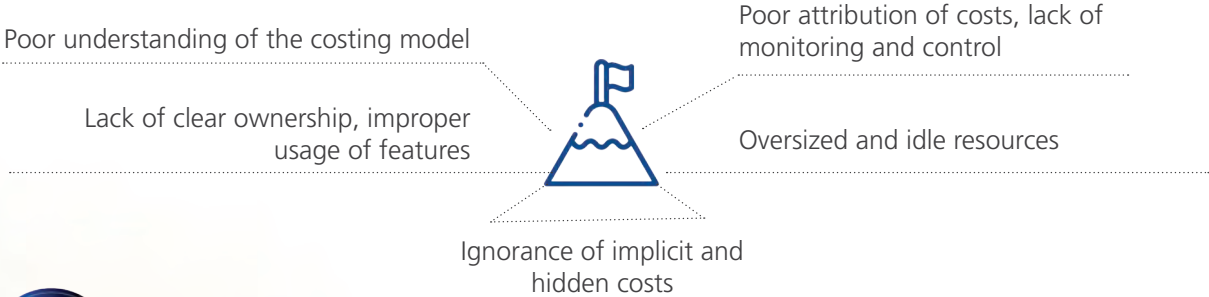 Poor understanding of the costing model
Poor attribution of costs, lack of
monitoring and control
Lack of clear ownership, improper
usage of features
Oversized and idle resources
Ignorance of implicit and
hidden costs